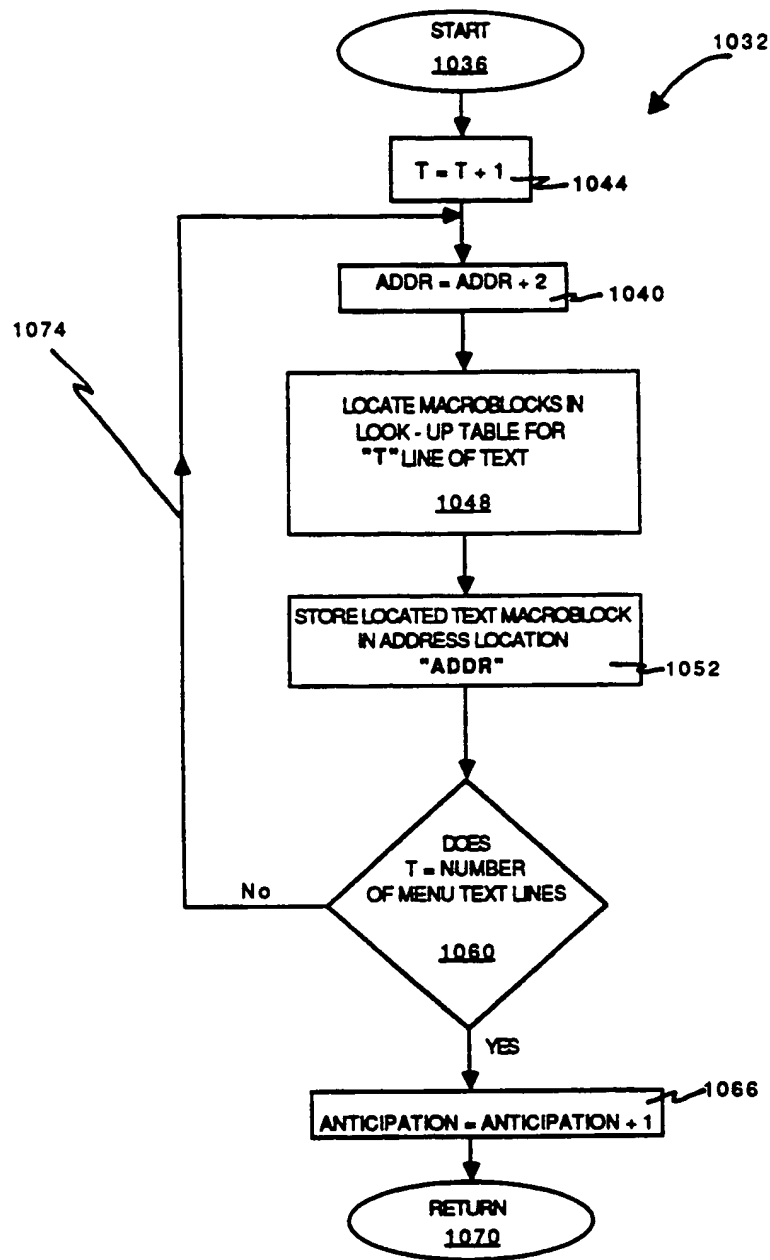 START
1036
1032
T = T + 1
1044
ADDR = ADDR + 2
1040
1074
LOCATE MACROBLOCKS IN
LOOK - UP TABLE FOR
"T" LINE OF TEXT
1048
STORE LOCATED TEXT MACROBLOCK
IN ADDRESS LOCATION
"ADDR"
1052
DOES
T = NUMBER
OF MENU TEXT LINES
1060
No
YES
1066
ANTICIPATION = ANTICIPATION + 1
RETURN
1070